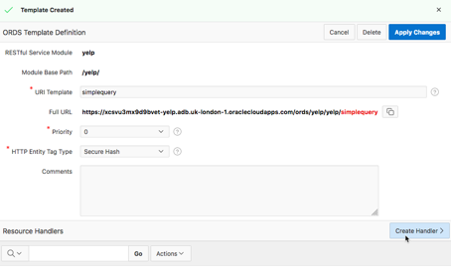 Template Created
ORDS Template Definition
Cancel Delete Apply Changes
RESTful Service Module yelp
Module Base Path /yelp/
* URI Template simplequery
Full URL https://xcsvu3mx9d9bvet-yelp.adb.uk-london-1.oraclecloudapps.com/ords/yelp/yelp/simplequery
* Priority 0
* HTTP Entity Tag Type Secure Hash
Comments
Resource Handlers
Create Handler
Go Actions